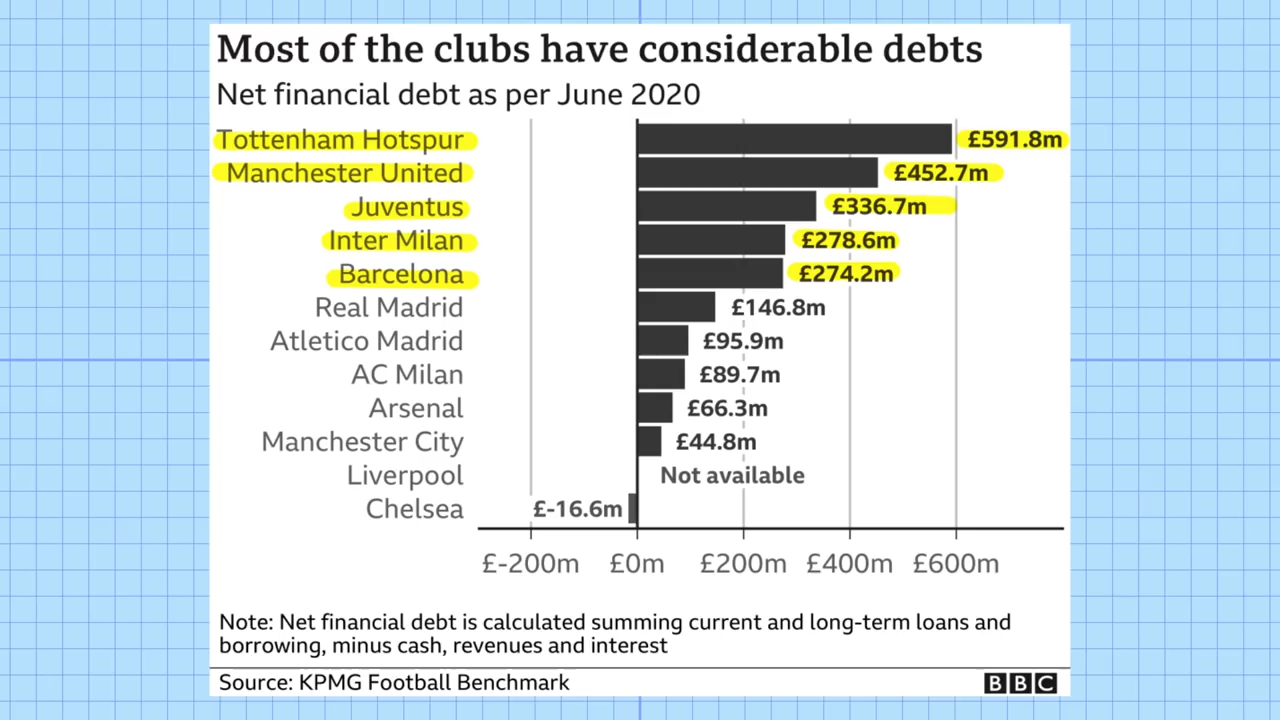 Most of the clubs have considerable debts
Net financial debt as per June 2020
Tottenham Hotspur £591.8m
Manchester United £452.7m
Juventus £336.7m
Inter Milan £278.6m
Barcelona £274.2m
Real Madrid £146.8m
Atletico Madrid £95.9m
AC Milan £89.7m
Arsenal £66.3m
Manchester City £44.8m
Liverpool Not available
Chelsea £-16.6m
£-200m £0m £200m £400m £600m
Note: Net financial debt is calculated summing current and long-term loans and
borrowing, minus cash, revenues and interest
Source: KPMG Football Benchmark BBC